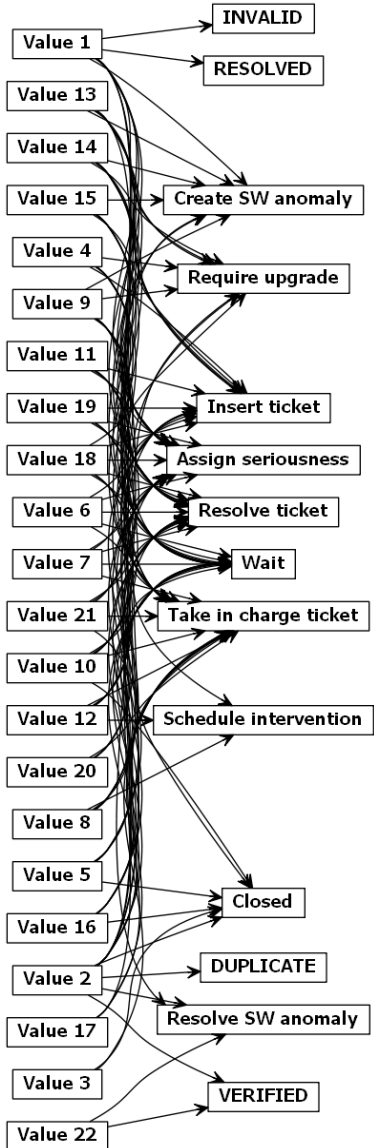 INVALID
Value 1
RESOLVED
Value 13
Value 14
Value 15
Create SW anomaly
Value 4
Require upgrade
Value 9
Value 11
Value 19
Insert ticket
Value 18
Assign seriousness
Value 6
Resolve ticket
Value 7
Wait
Value 21
Take in charge ticket
Value 10
Value 12
Schedule intervention
Value 20
Value 8
Value 5
Closed
Value 16
DUPLICATE
Value 2
Resolve SW anomaly
Value 17
Value 3
VERIFIED
Value 22